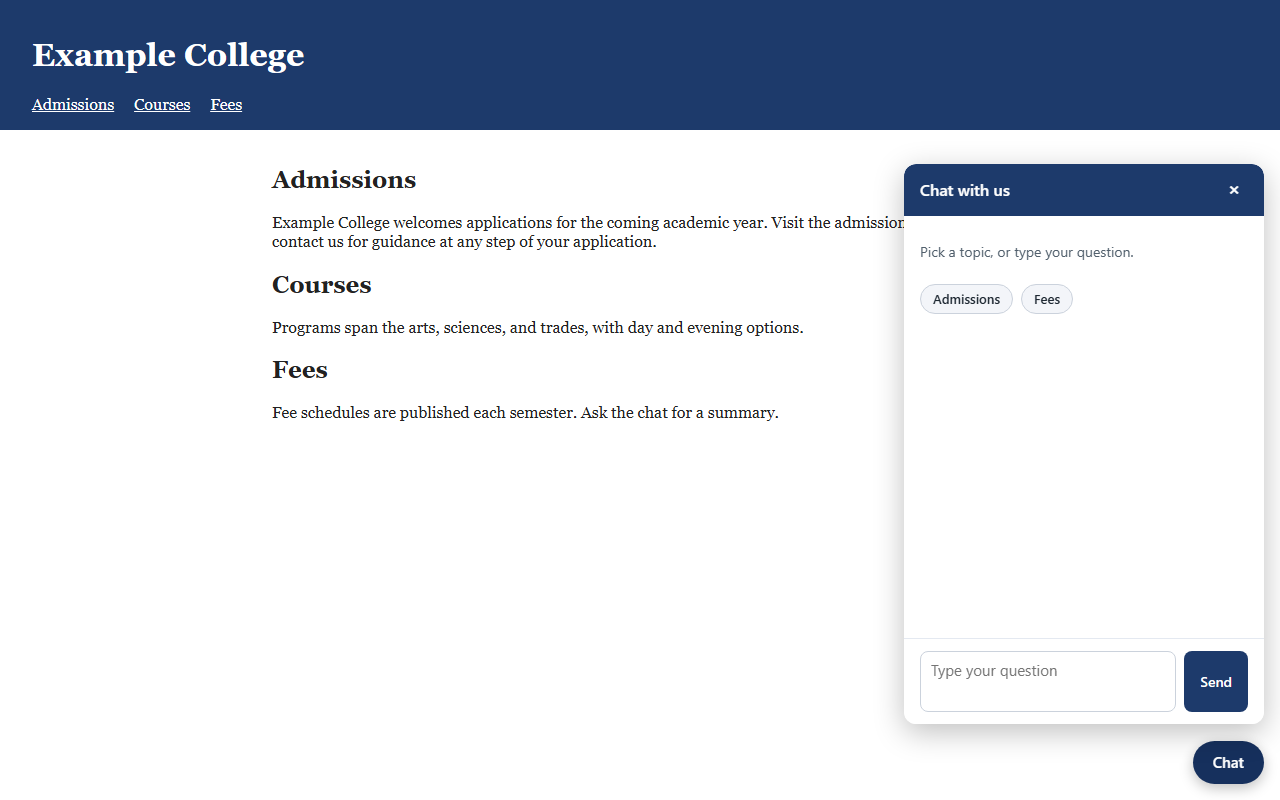 Example College
Admissions Courses Fees
Admissions
Example College welcomes applications for the coming academic year. Visit the
contact us for guidance at any step of your application.
Courses
Programs span the arts, sciences, and trades, with day and evening options.
Fees
Fee schedules are published each semester. Ask the chat for a summary.
Chat with us
×
Pick a topic, or type your question.
Admissions Fees
Type your question
Send
Chat